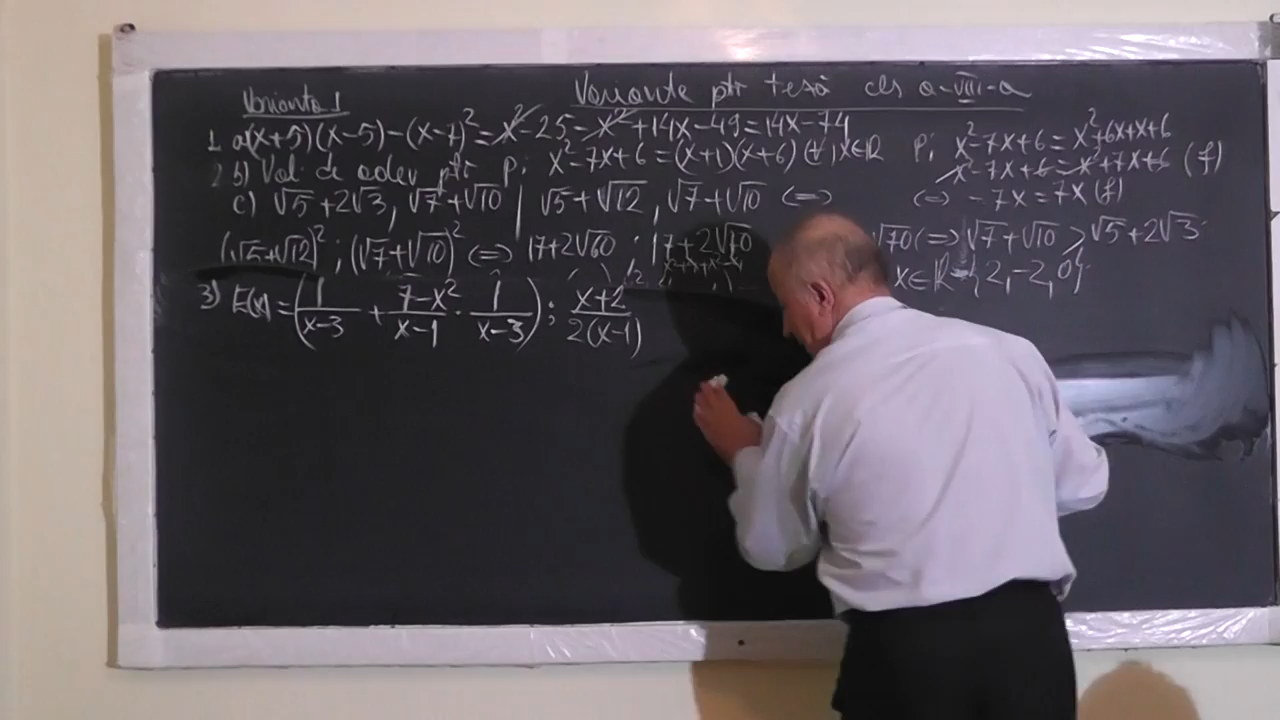 Varianta 1
Variante ptr teză cls a-VIII-a
1. a) (x+5)(x-5)-(x-7)²=x²-25-x²+14x-49=14x-74
2 b) Val. de adev ptr p: x²-7x+6=(x+1)(x+6) (∀) x∈R p: x²-7x+6=x²+6x+x+6
x²-7x+6=x²+7x+6 (f)
c) √5+2√3, √7+√10 | √5+√12, √7+√10 ⟺ ⟺ -7x=7x (f)
(√5+√12)²; (√7+√10)² ⟺ 17+2√60; 17+2√70 √70 ⟺ √7+√10 > √5+2√3
x∈R-{2,-2,0}
3) E(x)=(1/(x-3) + (7-x²)/(x-1) · 1/(x-3)) : (x+2)/(2(x-1))